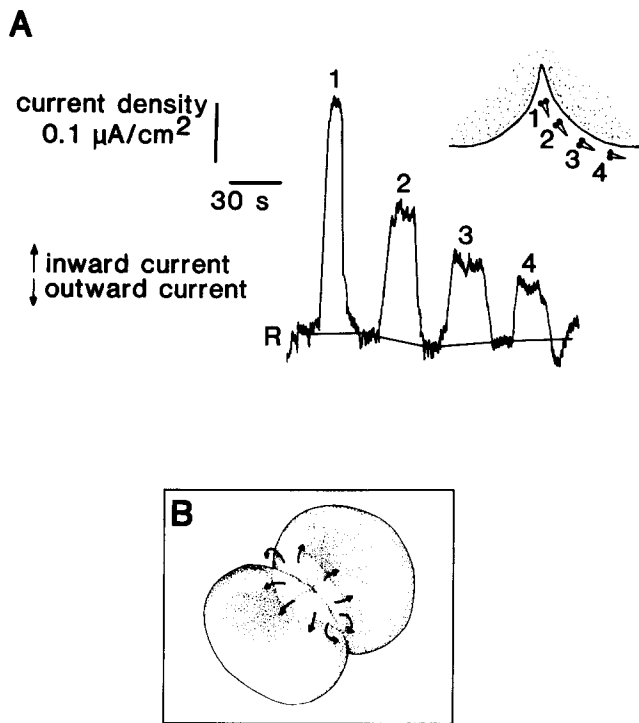 A
current density
0.1 µA/cm²
30 s
↑ inward current
↓ outward current
R
1
2
3
4
1
2
3
4
B